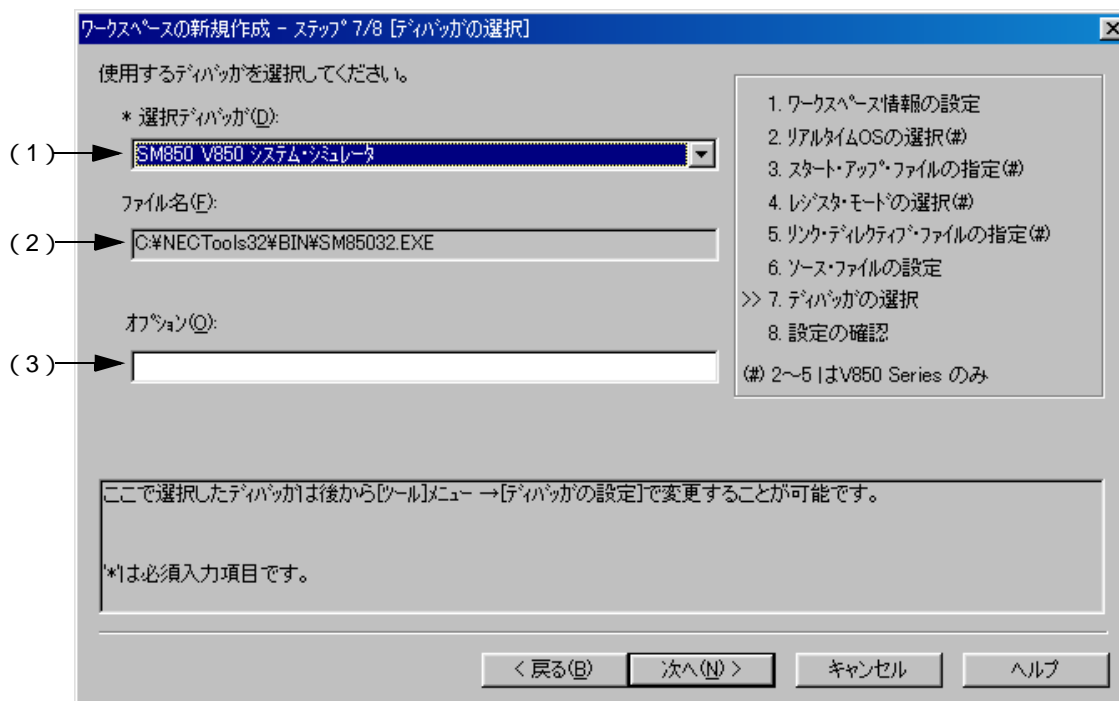 ワークスペースの新規作成 - ステップ 7/8 [ディバッガの選択]
使用するディバッガを選択してください。
* 選択ディバッガ(D):
(1)
SM850 V850 システム・シミュレータ
ファイル名(F):
(2)
C:¥NECTools32¥BIN¥SM85032.EXE
オプション(O):
(3)
1. ワークスペース情報の設定
2. リアルタイムOSの選択(#)
3. スタート・アップ・ファイルの指定(#)
4. レジスタ・モードの選択(#)
5. リンク・ディレクティブ・ファイルの指定(#)
6. ソース・ファイルの設定
>> 7. ディバッガの選択
8. 設定の確認
(#) 2~5 はV850 Series のみ
ここで選択したディバッガは後から[ツール]メニュー →[ディバッガの設定]で変更することが可能です。
'*'は必須入力項目です。
< 戻る(B)
次へ(N) >
キャンセル
ヘルプ